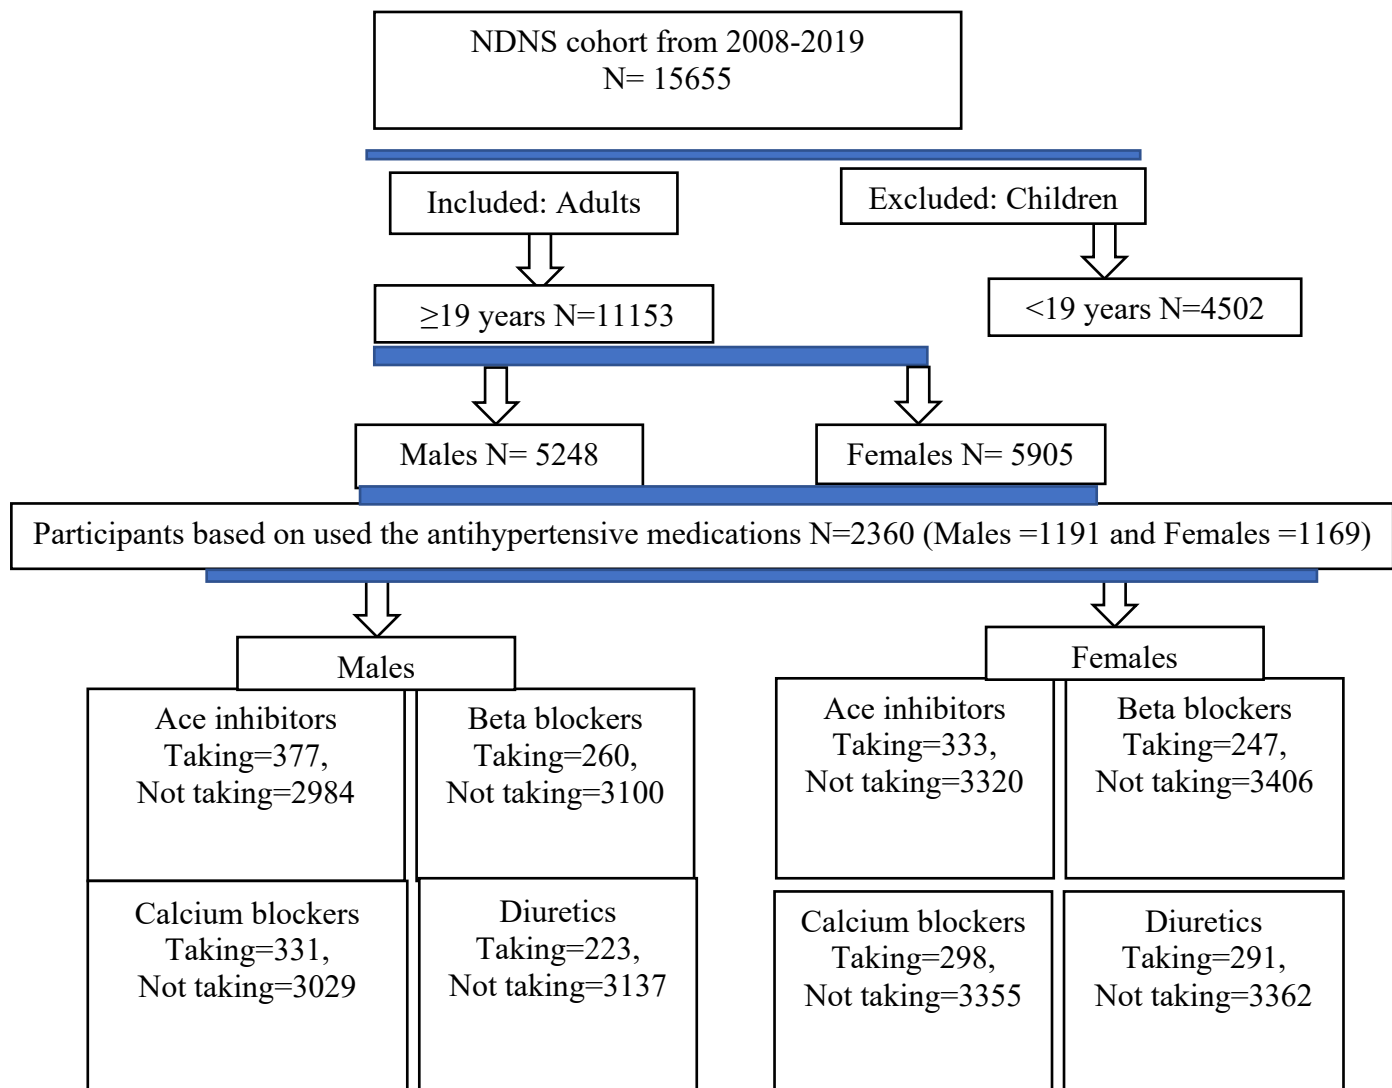 NDNS cohort from 2008-2019
N= 15655
Included: Adults
Excluded: Children
≥19 years N=11153
<19 years N=4502
Males N= 5248
Females N= 5905
Participants based on used the antihypertensive medications N=2360 (Males =1191 and Females =1169)
Males
Ace inhibitors
Taking=377,
Not taking=2984
Beta blockers
Taking=260,
Not taking=3100
Calcium blockers
Taking=331,
Not taking=3029
Diuretics
Taking=223,
Not taking=3137
Females
Ace inhibitors
Taking=333,
Not taking=3320
Beta blockers
Taking=247,
Not taking=3406
Calcium blockers
Taking=298,
Not taking=3355
Diuretics
Taking=291,
Not taking=3362